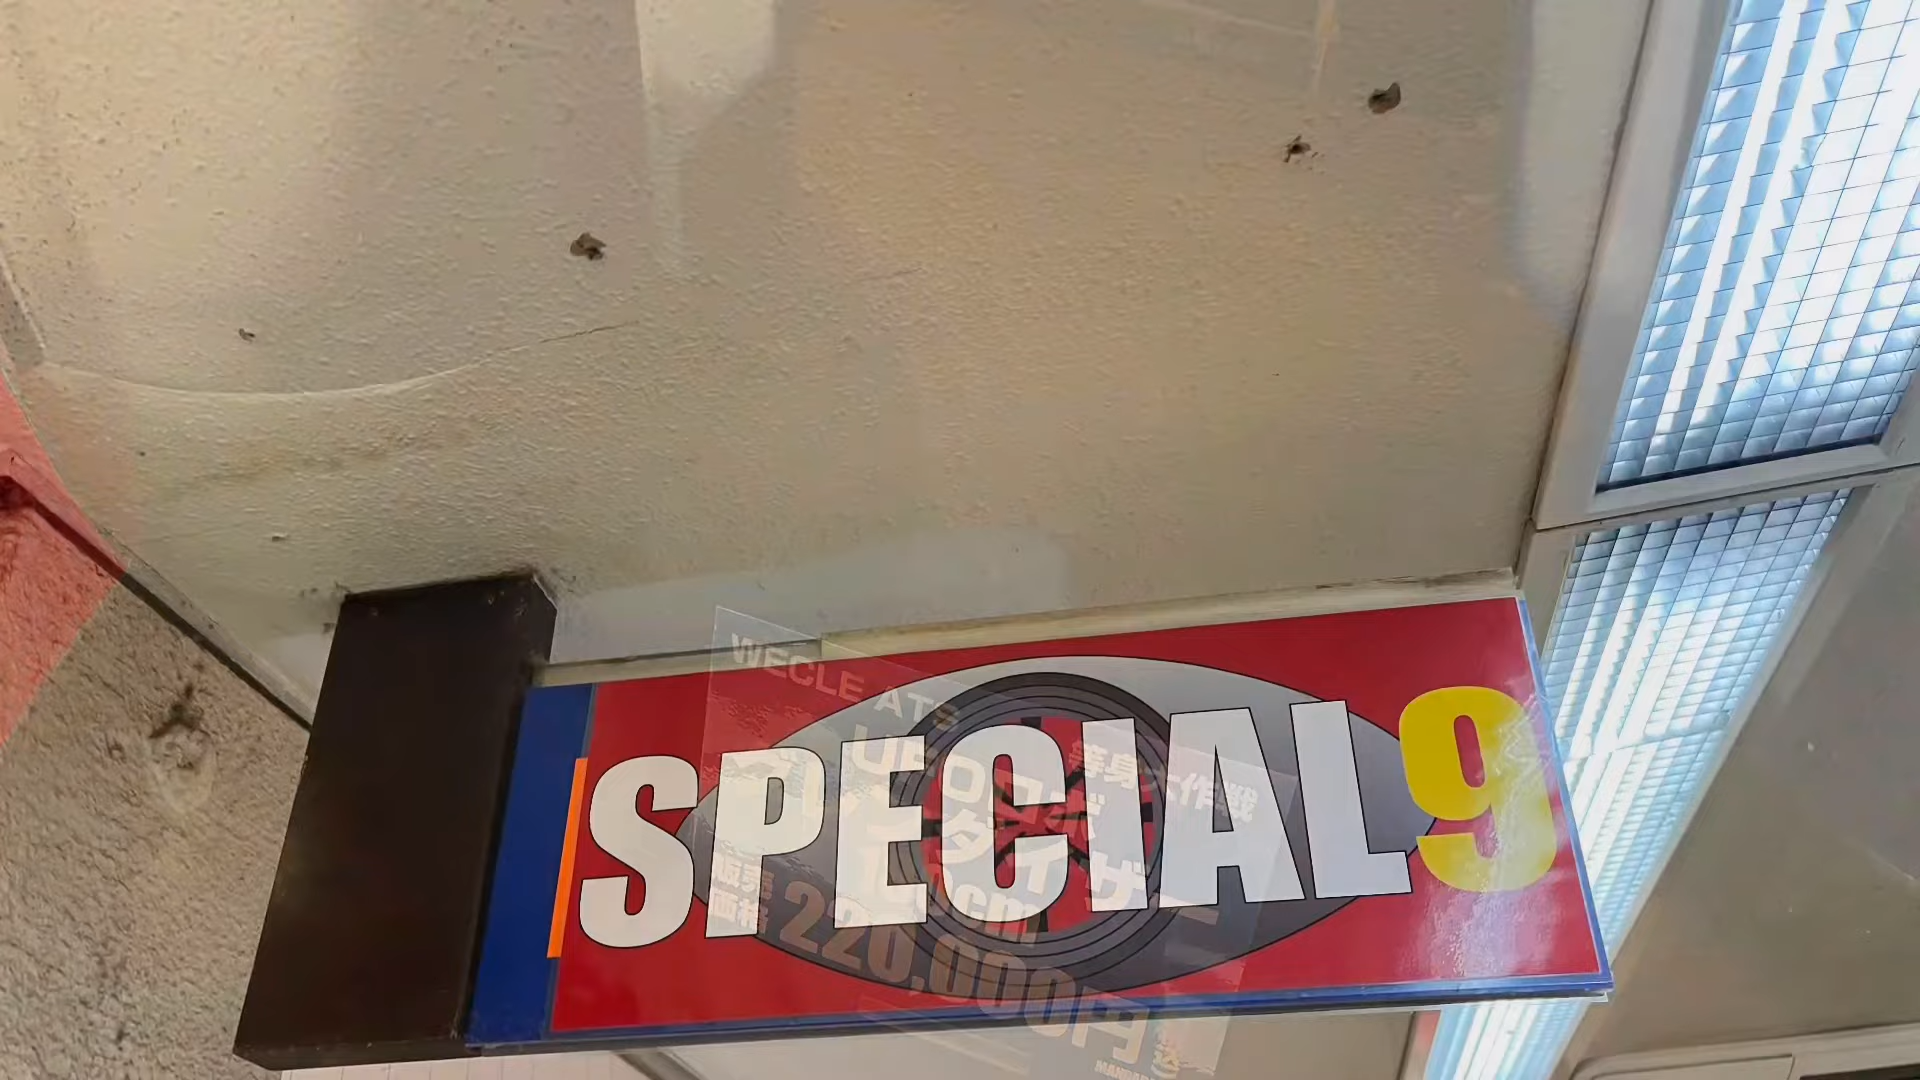 SPECIAL9
WECLE ATS
UFOロボ
等身大作戦
グレンダイザー
販売
価格
220,000円